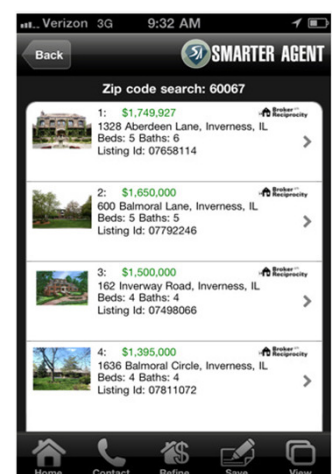 Verizon 3G 9:32 AM
Back
SA SMARTER AGENT
Zip code search: 60067
1: $1,749,927
Broker Reciprocity
1328 Aberdeen Lane, Inverness, IL
Beds: 5 Baths: 6
Listing Id: 07658114
2: $1,650,000
Broker Reciprocity
600 Balmoral Lane, Inverness, IL
Beds: 5 Baths: 5
Listing Id: 07792246
3: $1,500,000
Broker Reciprocity
162 Inverway Road, Inverness, IL
Beds: 4 Baths: 4
Listing Id: 07498066
4: $1,395,000
Broker Reciprocity
1636 Balmoral Circle, Inverness, IL
Beds: 4 Baths: 4
Listing Id: 07811072
Home Contact Refine Save View